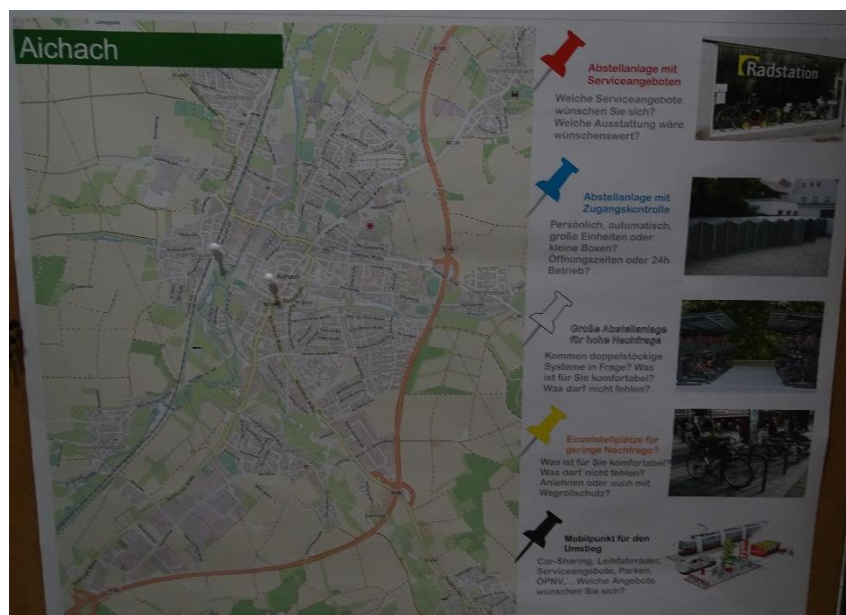 Aichach
Abstellanlage mit
Serviceangeboten
Welche Serviceangebote
wünschen Sie sich?
Welche Ausstattung wäre
wünschenswert?
Radstation
Abstellanlage mit
Zugangskontrolle
Persönlich, automatisch,
große Einheiten oder
kleine Boxen?
Öffnungszeiten oder 24h
Betrieb?
Aichach
Große Abstellanlage
für hohe Nachfrage
Kommen doppelstöckige
Systeme in Frage? Was
ist für Sie komfortabel?
Was darf nicht fehlen?
Einzelstellplätze für
geringe Nachfrage?
Was ist für Sie komfortabel?
Was darf nicht fehlen?
Anlehnen oder auch mit
Wegrollschutz?
Mobilpunkt für den
Umstieg
Car-Sharing, Leihfahrräder,
Serviceangebote, Parken,
ÖPNV,... Welche Angebote
wünschen Sie sich?